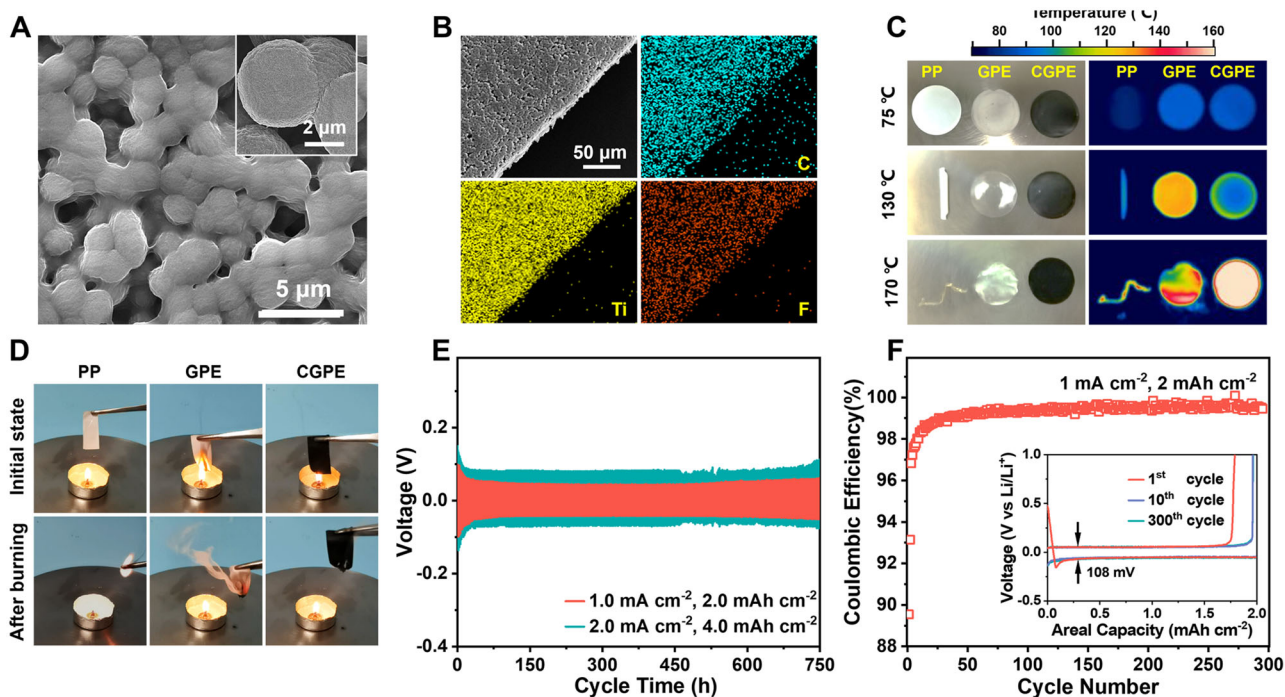 A
2 μm
5 μm
B
50 μm
C
Ti
F
C
Temperature (°C)
80 100 120 140 160
PP GPE CGPE PP GPE CGPE
75 °C
130 °C
170 °C
D
PP GPE CGPE
Initial state
After burning
E
Voltage (V)
0.2
0.0
-0.2
-0.4
1.0 mA cm⁻², 2.0 mAh cm⁻²
2.0 mA cm⁻², 4.0 mAh cm⁻²
0 150 300 450 600 750
Cycle Time (h)
F
Coulombic Efficiency(%)
100
98
96
94
92
90
88
1 mA cm⁻², 2 mAh cm⁻²
Voltage (V vs Li/Li⁺)
1.0
0.5
0.0
-0.5
1ˢᵗ cycle
10ᵗʰ cycle
300ᵗʰ cycle
108 mV
0.0 0.5 1.0 1.5 2.0
Areal Capacity (mAh cm⁻²)
0 50 100 150 200 250 300
Cycle Number